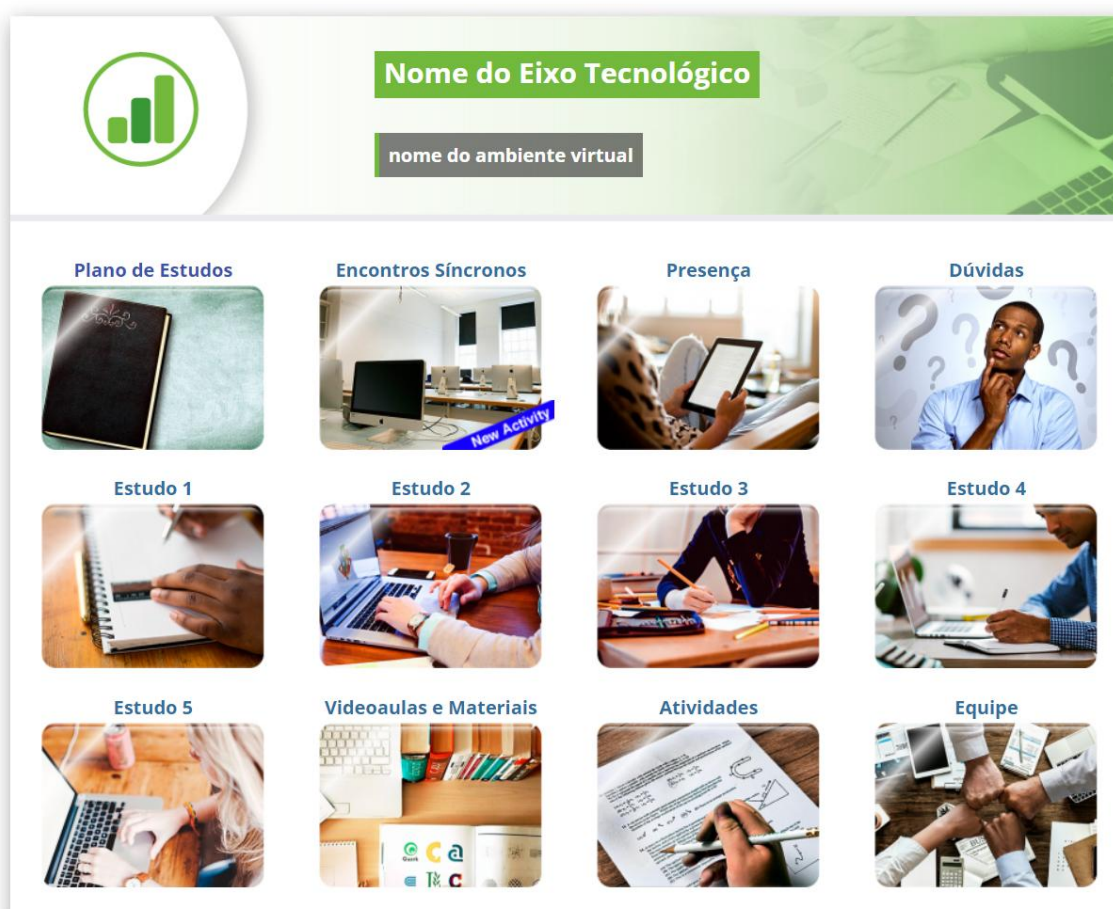 Nome do Eixo Tecnológico
nome do ambiente virtual
Plano de Estudos
Encontros Síncronos
Presença
Dúvidas
New Activity
Estudo 1
Estudo 2
Estudo 3
Estudo 4
Estudo 5
Videoaulas e Materiais
Atividades
Equipe